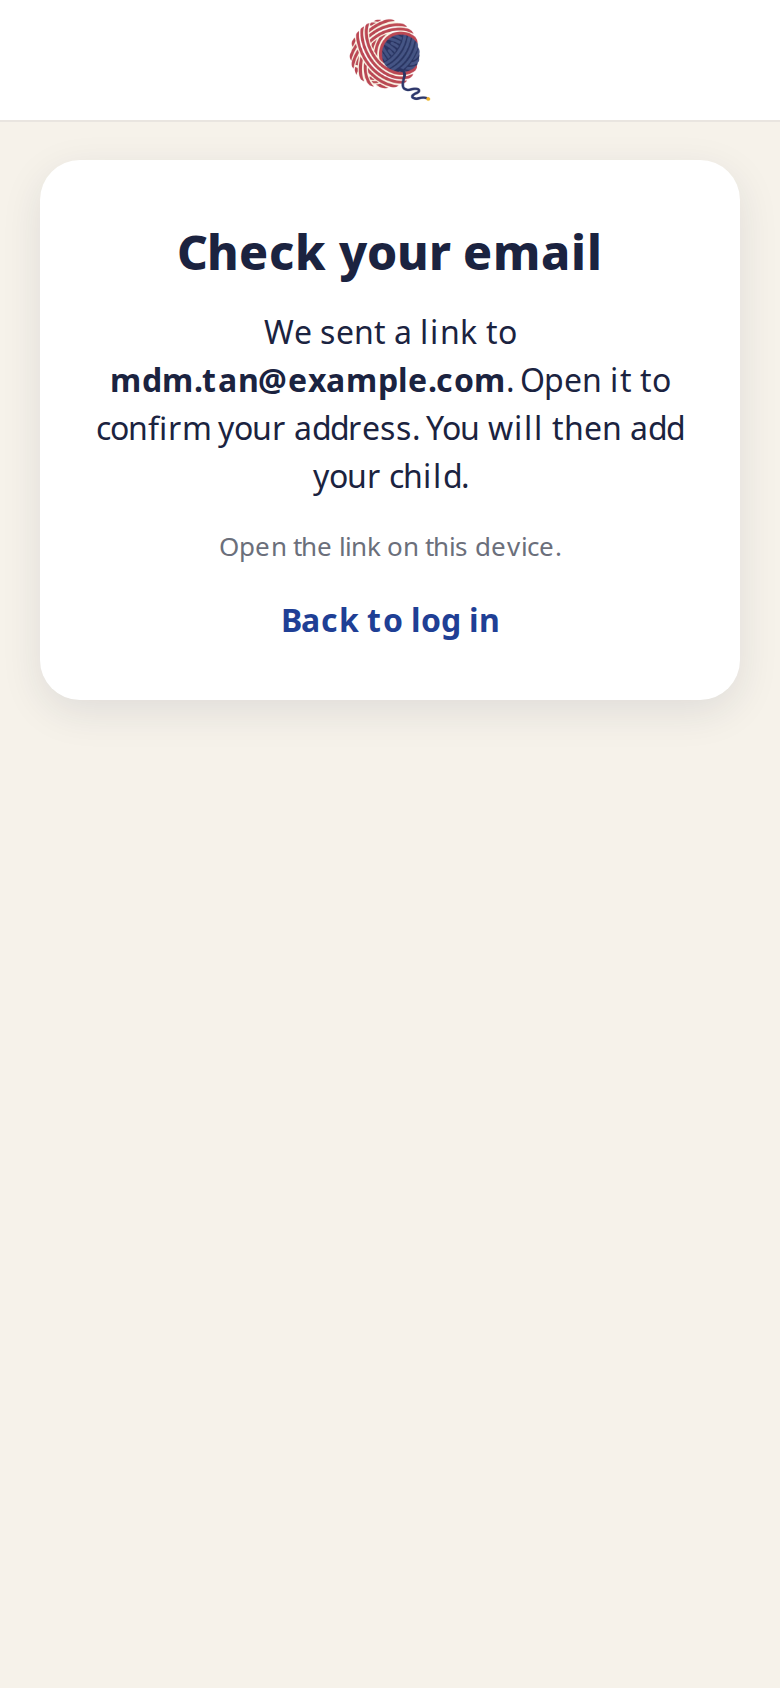 Check your email
We sent a link to
mdm.tan@example.com. Open it to
confirm your address. You will then add
your child.
Open the link on this device.
Back to log in